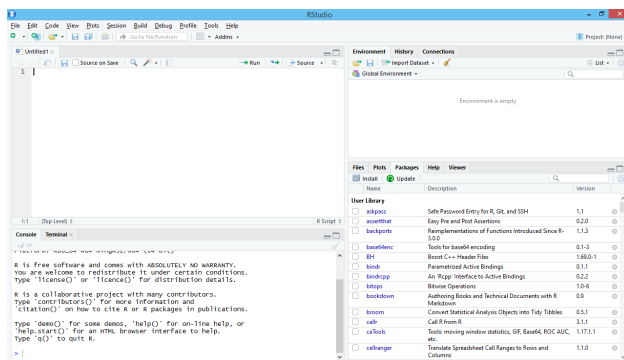 RStudio
File Edit Code View Plots Session Build Debug Profile Tools Help
Go to file/function Addins Project: (None)
Untitled1
Source on Save Run Source
1
1:1 (Top Level) R Script
Console Terminal
~/
R is free software and comes with ABSOLUTELY NO WARRANTY.
You are welcome to redistribute it under certain conditions.
Type 'license()' or 'licence()' for distribution details.
R is a collaborative project with many contributors.
Type 'contributors()' for more information and
'citation()' on how to cite R or R packages in publications.
Type 'demo()' for some demos, 'help()' for on-line help, or
'help.start()' for an HTML browser interface to help.
Type 'q()' to quit R.
>
Environment History Connections
Import Dataset List
Global Environment
Environment is empty
Files Plots Packages Help Viewer
Install Update
Name Description Version
User Library
askpass Safe Password Entry for R, Git, and SSH 1.1
assertthat Easy Pre and Post Assertions 0.2.0
backports Reimplementations of Functions Introduced Since R- 1.1.3
3.0.0
base64enc Tools for base64 encoding 0.1-3
BH Boost C++ Header Files 1.69.0-1
bindr Parametrized Active Bindings 0.1.1
bindrcpp An 'Rcpp' Interface to Active Bindings 0.2.2
bitops Bitwise Operations 1.0-6
bookdown Authoring Books and Technical Documents with R 0.9
Markdown
broom Convert Statistical Analysis Objects into Tidy Tibbles 0.5.1
callr Call R from R 3.1.1
caTools Tools: moving window statistics, GIF, Base64, ROC AUC, 1.17.1.1
etc.
cellranger Translate Spreadsheet Cell Ranges to Rows and 1.1.0
Columns